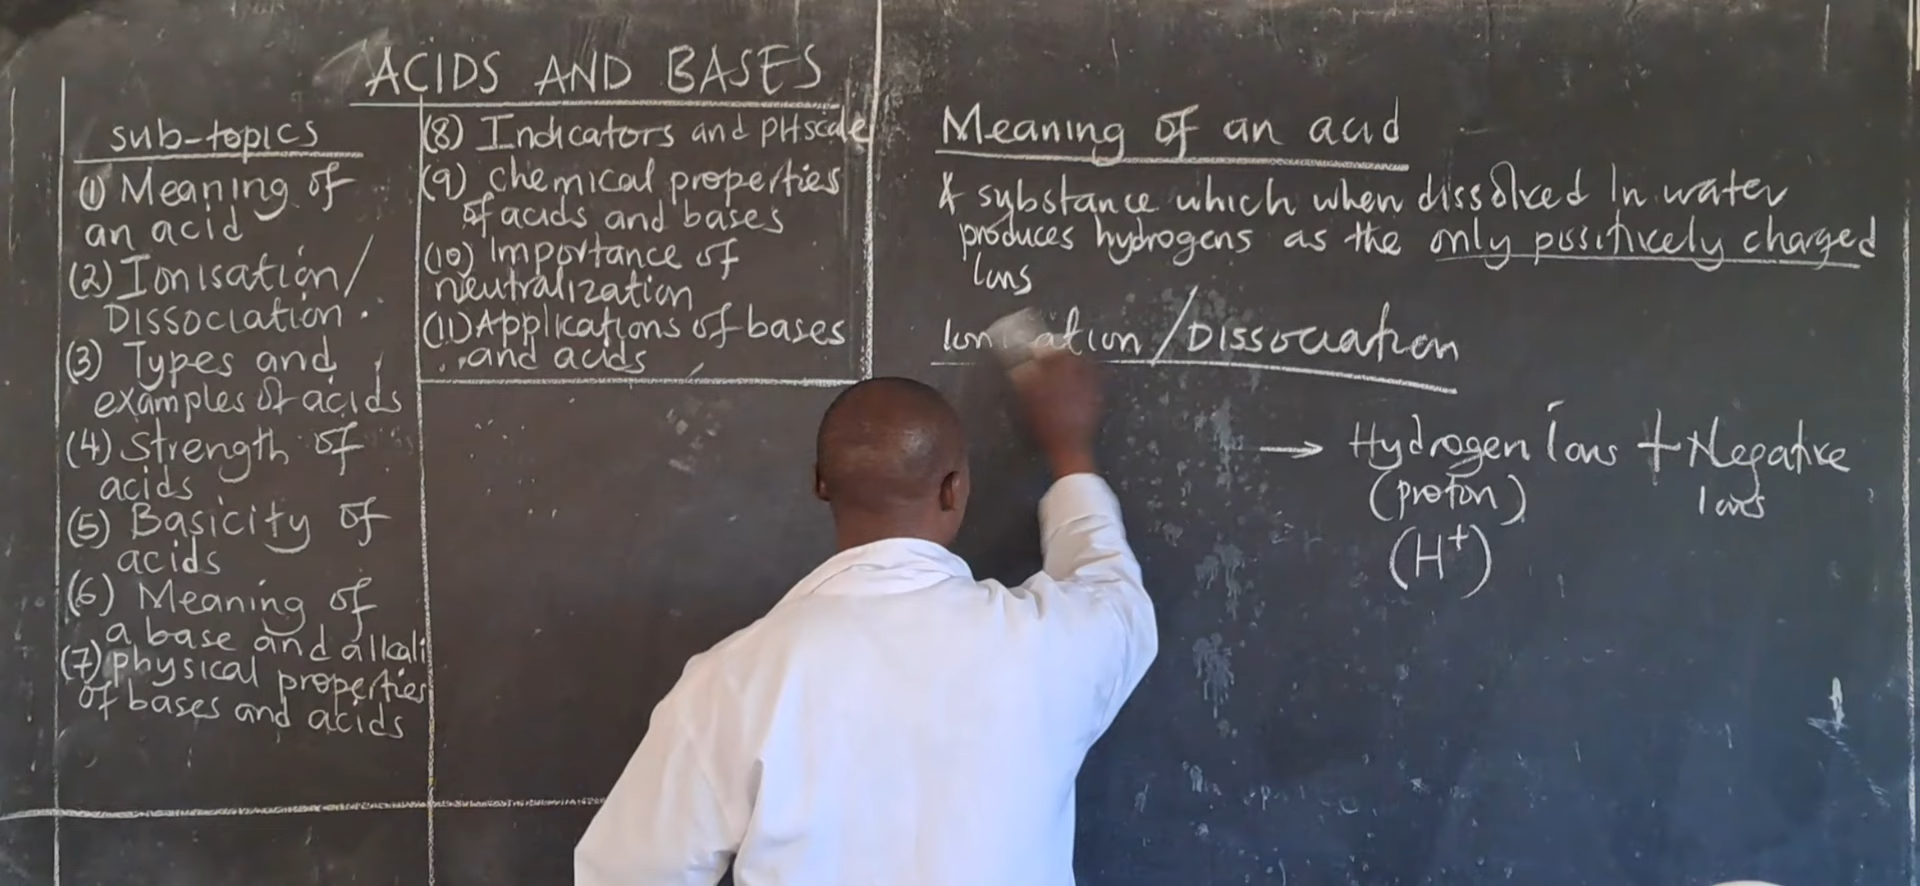 ACIDS AND BASES
sub-topics
(1) Meaning of
an acid
(2) Ionisation/
Dissociation.
(3) Types and
examples of acids
(4) Strength of
acids
(5) Basicity of
acids
(6) Meaning of
a base and alkali
(7) physical properties
of bases and acids
(8) Indicators and PH scale
(9) chemical properties
of acids and bases
(10) Importance of
neutralization
(11) Applications of bases
and acids
Meaning of an acid
A substance which when dissolved in water
produces hydrogens as the only positively charged
Ions
/Dissociation
→ Hydrogen Ions + Negative
(proton) Ions
(H+)